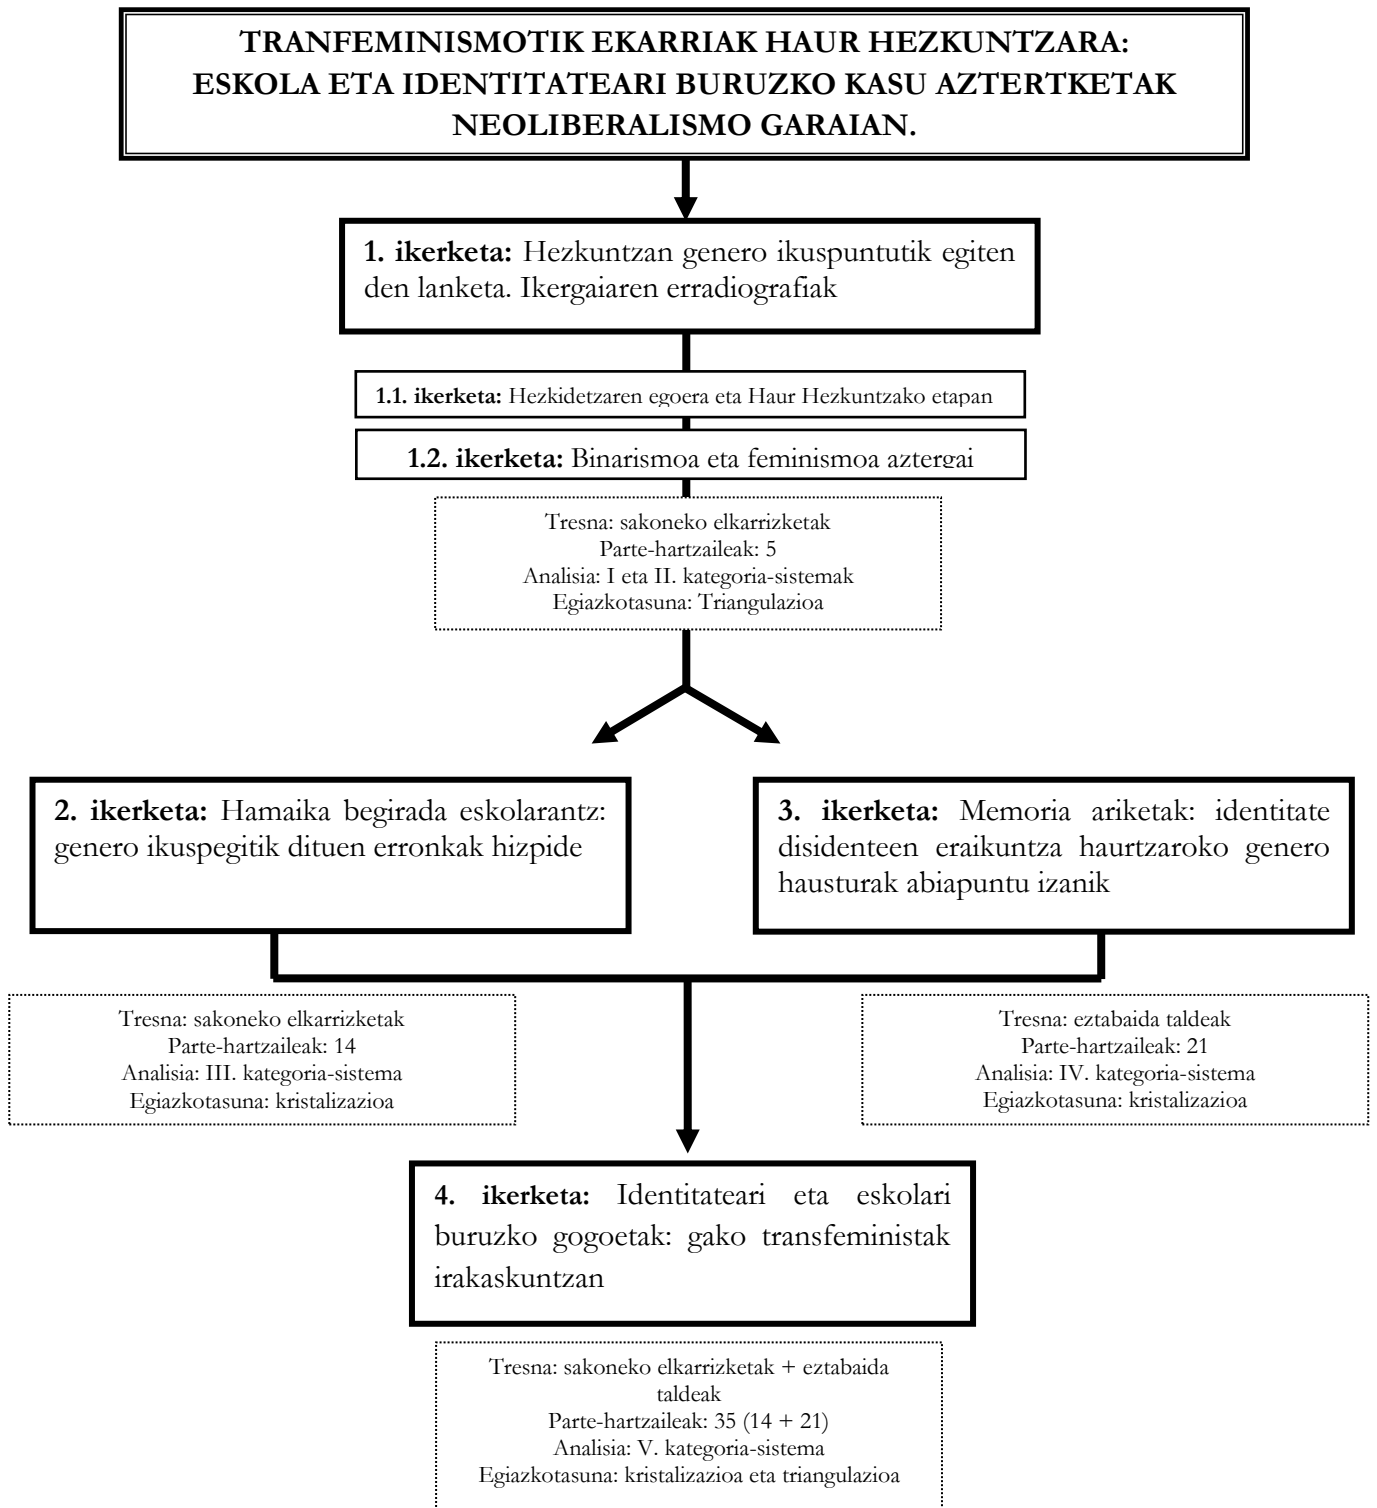 TRANFEMINISMOTIK EKARRIAK HAUR HEZKUNTZARA:
ESKOLA ETA IDENTITATEARI BURUZKO KASU AZTERTKETAK
NEOLIBERALISMO GARAIAN.
1. ikerketa: Hezkuntzan genero ikuspuntutik egiten
den lanketa. Ikergaiaren erradiografiak
1.1. ikerketa: Hezkidetzaren egoera eta Haur Hezkuntzako etapan
1.2. ikerketa: Binarismoa eta feminismoa aztergai
Tresna: sakoneko elkarrizketak
Parte-hartzaileak: 5
Analisia: I eta II. kategoria-sistemak
Egiazkotasuna: Triangulazioa
2. ikerketa: Hamaika begirada eskolarantz:
genero ikuspegitik dituen erronkak hizpide
3. ikerketa: Memoria ariketak: identitate
disidenteen eraikuntza haurtzaroko genero
hausturak abiapuntu izanik
Tresna: sakoneko elkarrizketak
Parte-hartzaileak: 14
Analisia: III. kategoria-sistema
Egiazkotasuna: kristalizazioa
Tresna: eztabaida taldeak
Parte-hartzaileak: 21
Analisia: IV. kategoria-sistema
Egiazkotasuna: kristalizazioa
4. ikerketa: Identitateari eta eskolari
buruzko gogoetak: gako transfeministak
irakaskuntzan
Tresna: sakoneko elkarrizketak + eztabaida
taldeak
Parte-hartzaileak: 35 (14 + 21)
Analisia: V. kategoria-sistema
Egiazkotasuna: kristalizazioa eta triangulazioa